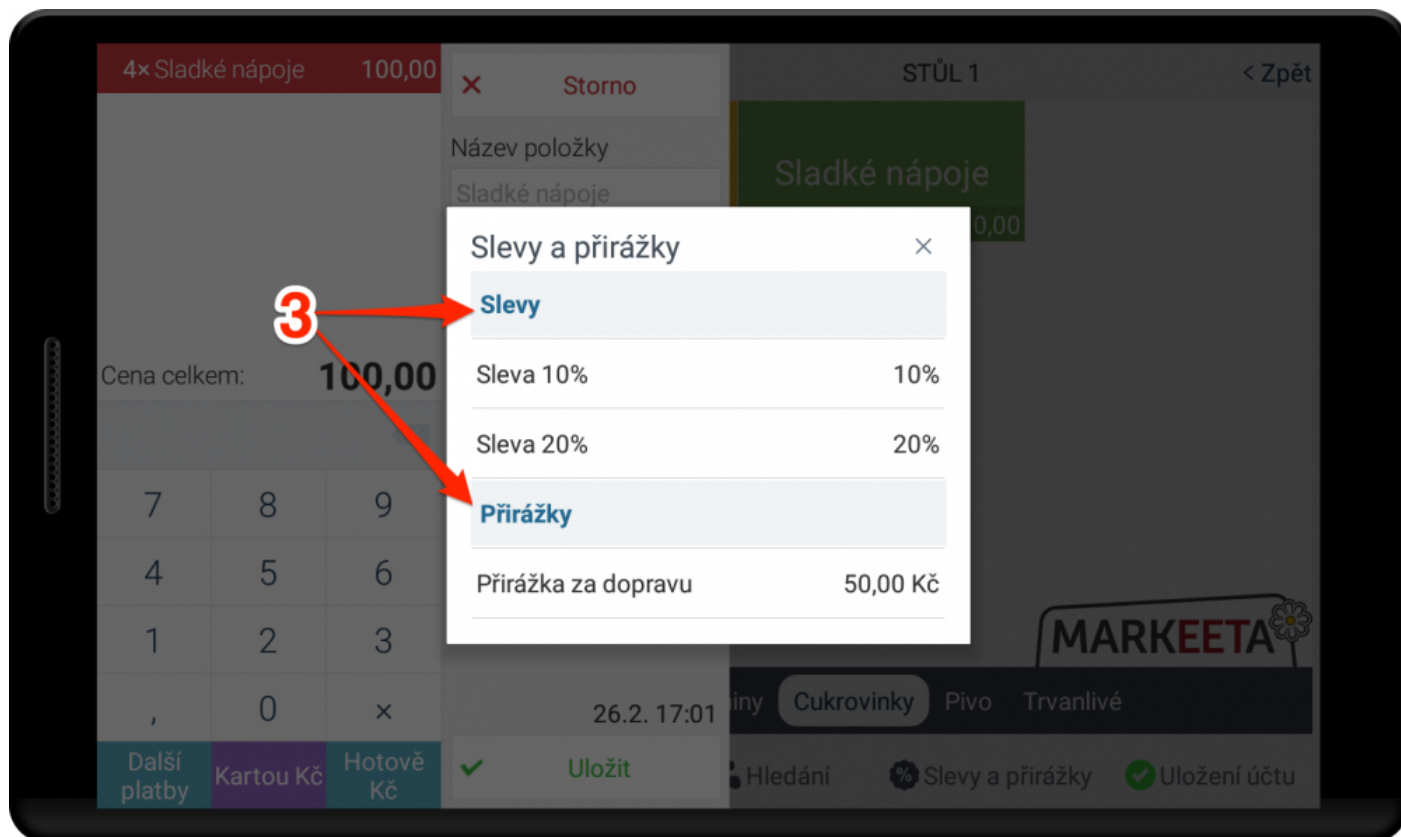 4× Sladké nápoje 100,00
Storno
STŮL 1
< Zpět
Název položky
Sladké nápoje
Sladké nápoje
0,00
Slevy a přirážky
Slevy
3
Cena celkem: 100,00
Sleva 10% 10%
Sleva 20% 20%
Přirážky
Přirážka za dopravu 50,00 Kč
7 8 9
4 5 6
1 2 3
, 0 ×
MARKEETA
26.2. 17:01
Cukrovinky Pivo Trvanlivé
Další platby
Kartou Kč
Hotově Kč
Uložit
Hledání
% Slevy a přirážky
Uložení účtu